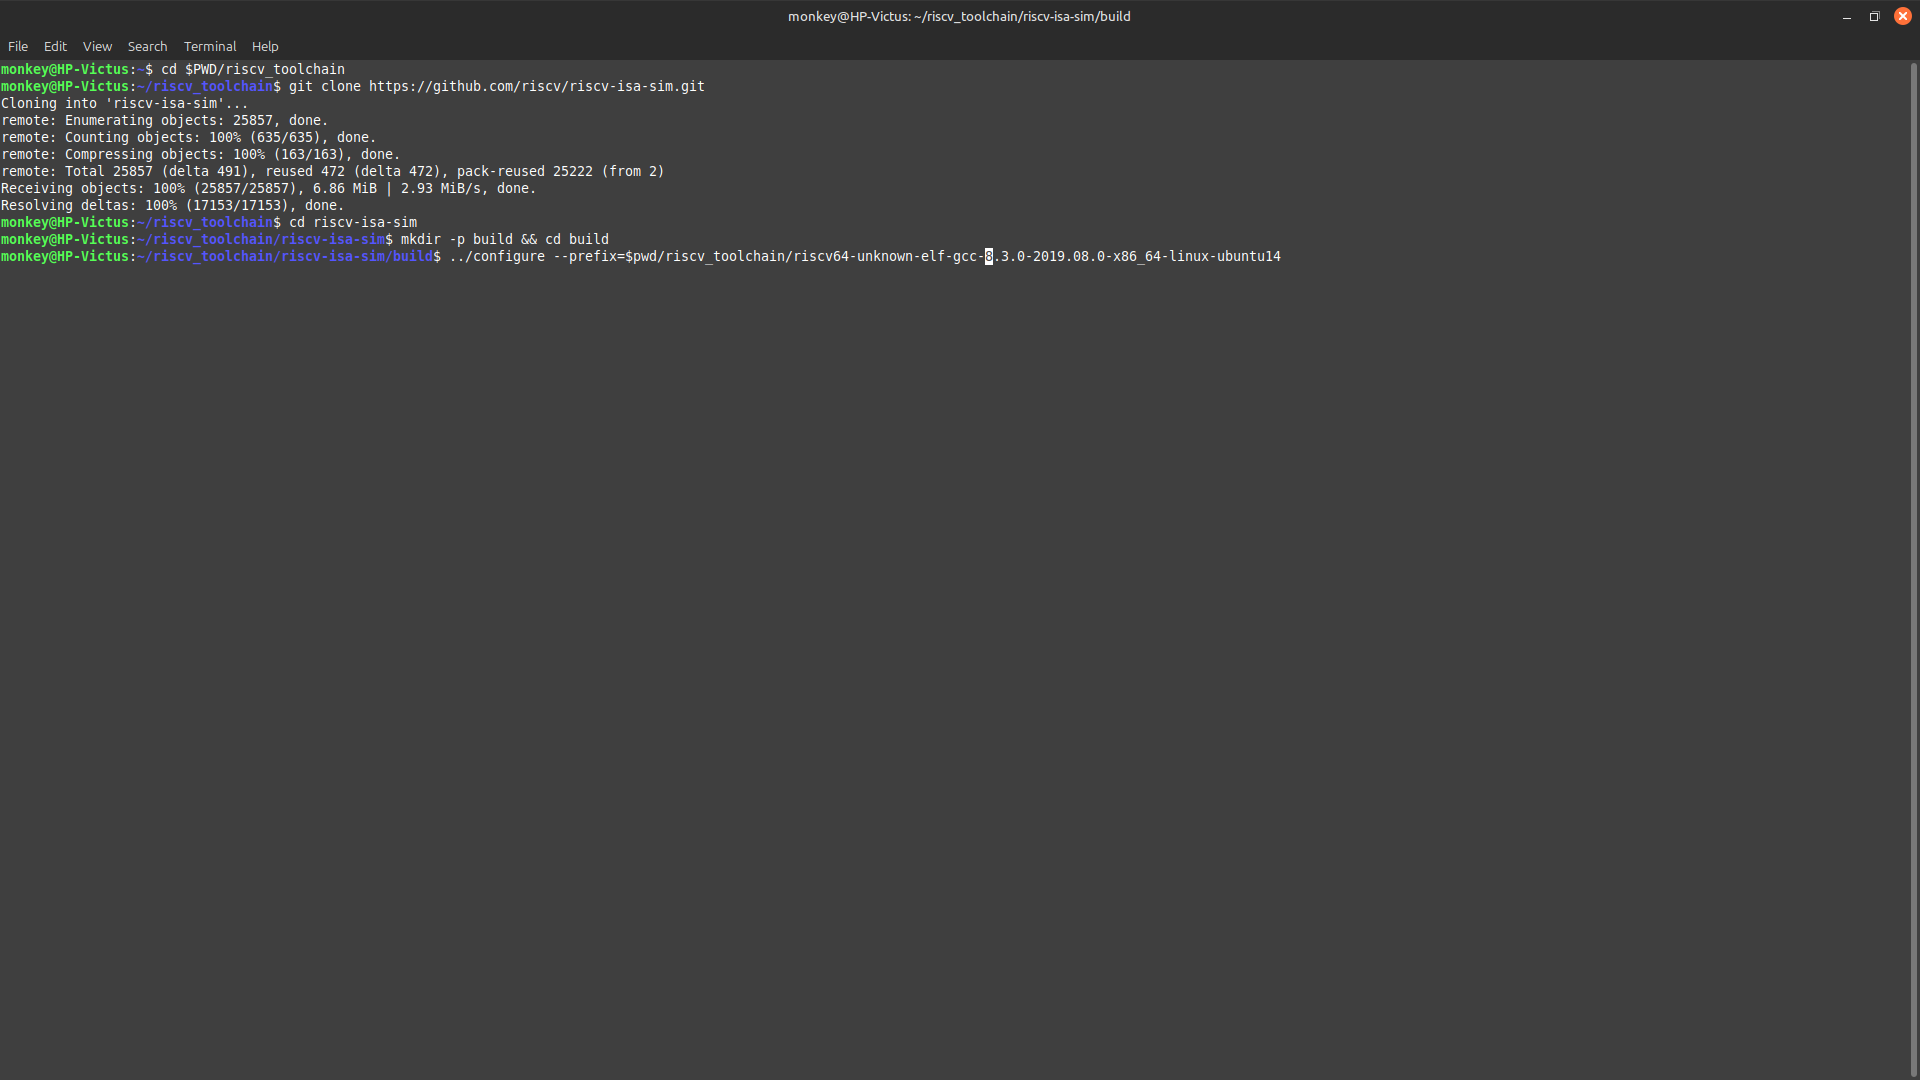 monkey@HP-Victus: ~/riscv_toolchain/riscv-isa-sim/build
File Edit View Search Terminal Help
monkey@HP-Victus:~$ cd $PWD/riscv_toolchain
monkey@HP-Victus:~/riscv_toolchain$ git clone https://github.com/riscv/riscv-isa-sim.git
Cloning into 'riscv-isa-sim'...
remote: Enumerating objects: 25857, done.
remote: Counting objects: 100% (635/635), done.
remote: Compressing objects: 100% (163/163), done.
remote: Total 25857 (delta 491), reused 472 (delta 472), pack-reused 25222 (from 2)
Receiving objects: 100% (25857/25857), 6.86 MiB | 2.93 MiB/s, done.
Resolving deltas: 100% (17153/17153), done.
monkey@HP-Victus:~/riscv_toolchain$ cd riscv-isa-sim
monkey@HP-Victus:~/riscv_toolchain/riscv-isa-sim$ mkdir -p build && cd build
monkey@HP-Victus:~/riscv_toolchain/riscv-isa-sim/build$ ../configure --prefix=$pwd/riscv_toolchain/riscv64-unknown-elf-gcc-8.3.0-2019.08.0-x86_64-linux-ubuntu14